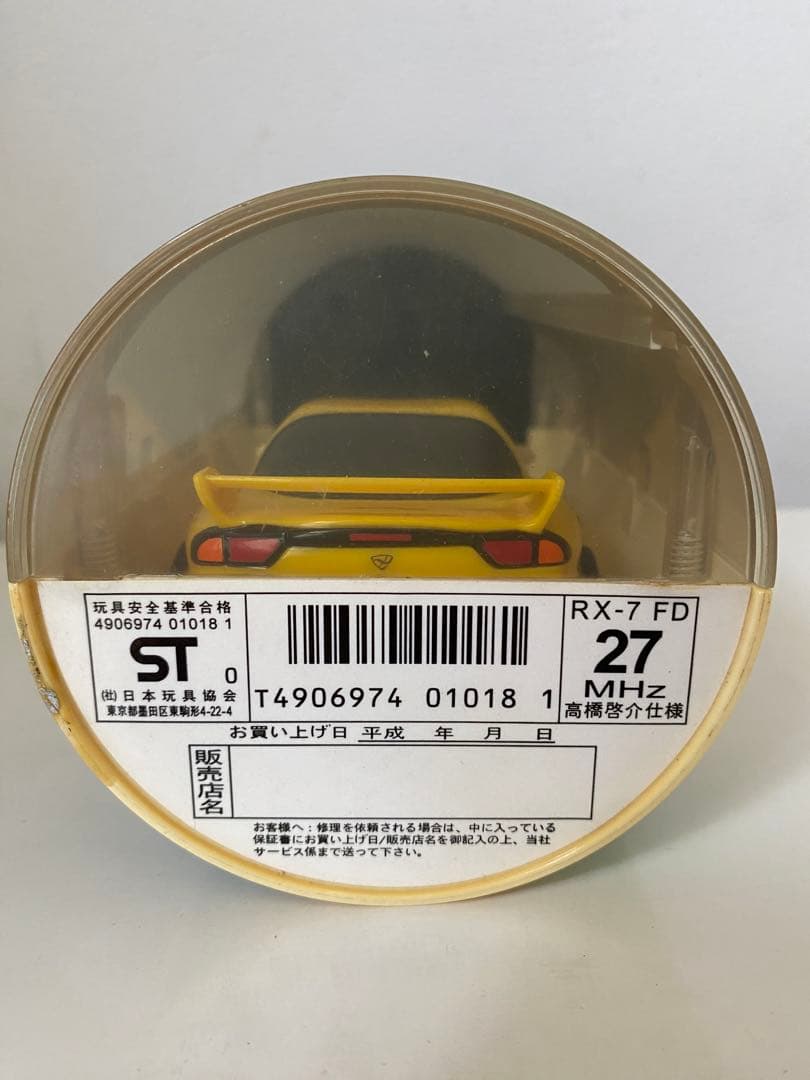 玩具安全基準合格
4906974 01018 1
ST 0
(社)日本玩具協会
東京都墨田区東駒形4-22-4
T4906974 01018 1
RX-7 FD
27
MHz
高橋啓介仕様
お買い上げ日 平成 年 月 日
販売店名
お客様へ:修理を依頼される場合は、中に入っている
保証書にお買い上げ日/販売店名を御記入の上、当社
サービス係まで送って下さい。